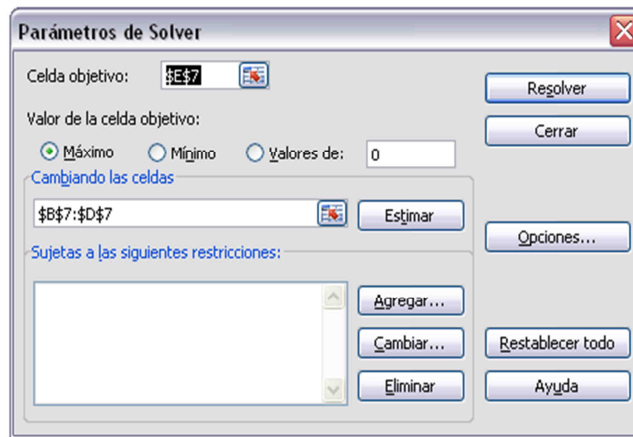 Parámetros de Solver
Celda objetivo: $E$7
Resolver
Valor de la celda objetivo:
Cerrar
Máximo Mínimo Valores de: 0
Cambiando las celdas
$B$7:$D$7 Estimar
Opciones...
Sujetas a las siguientes restricciones:
Agregar...
Cambiar... Restablecer todo
Eliminar Ayuda